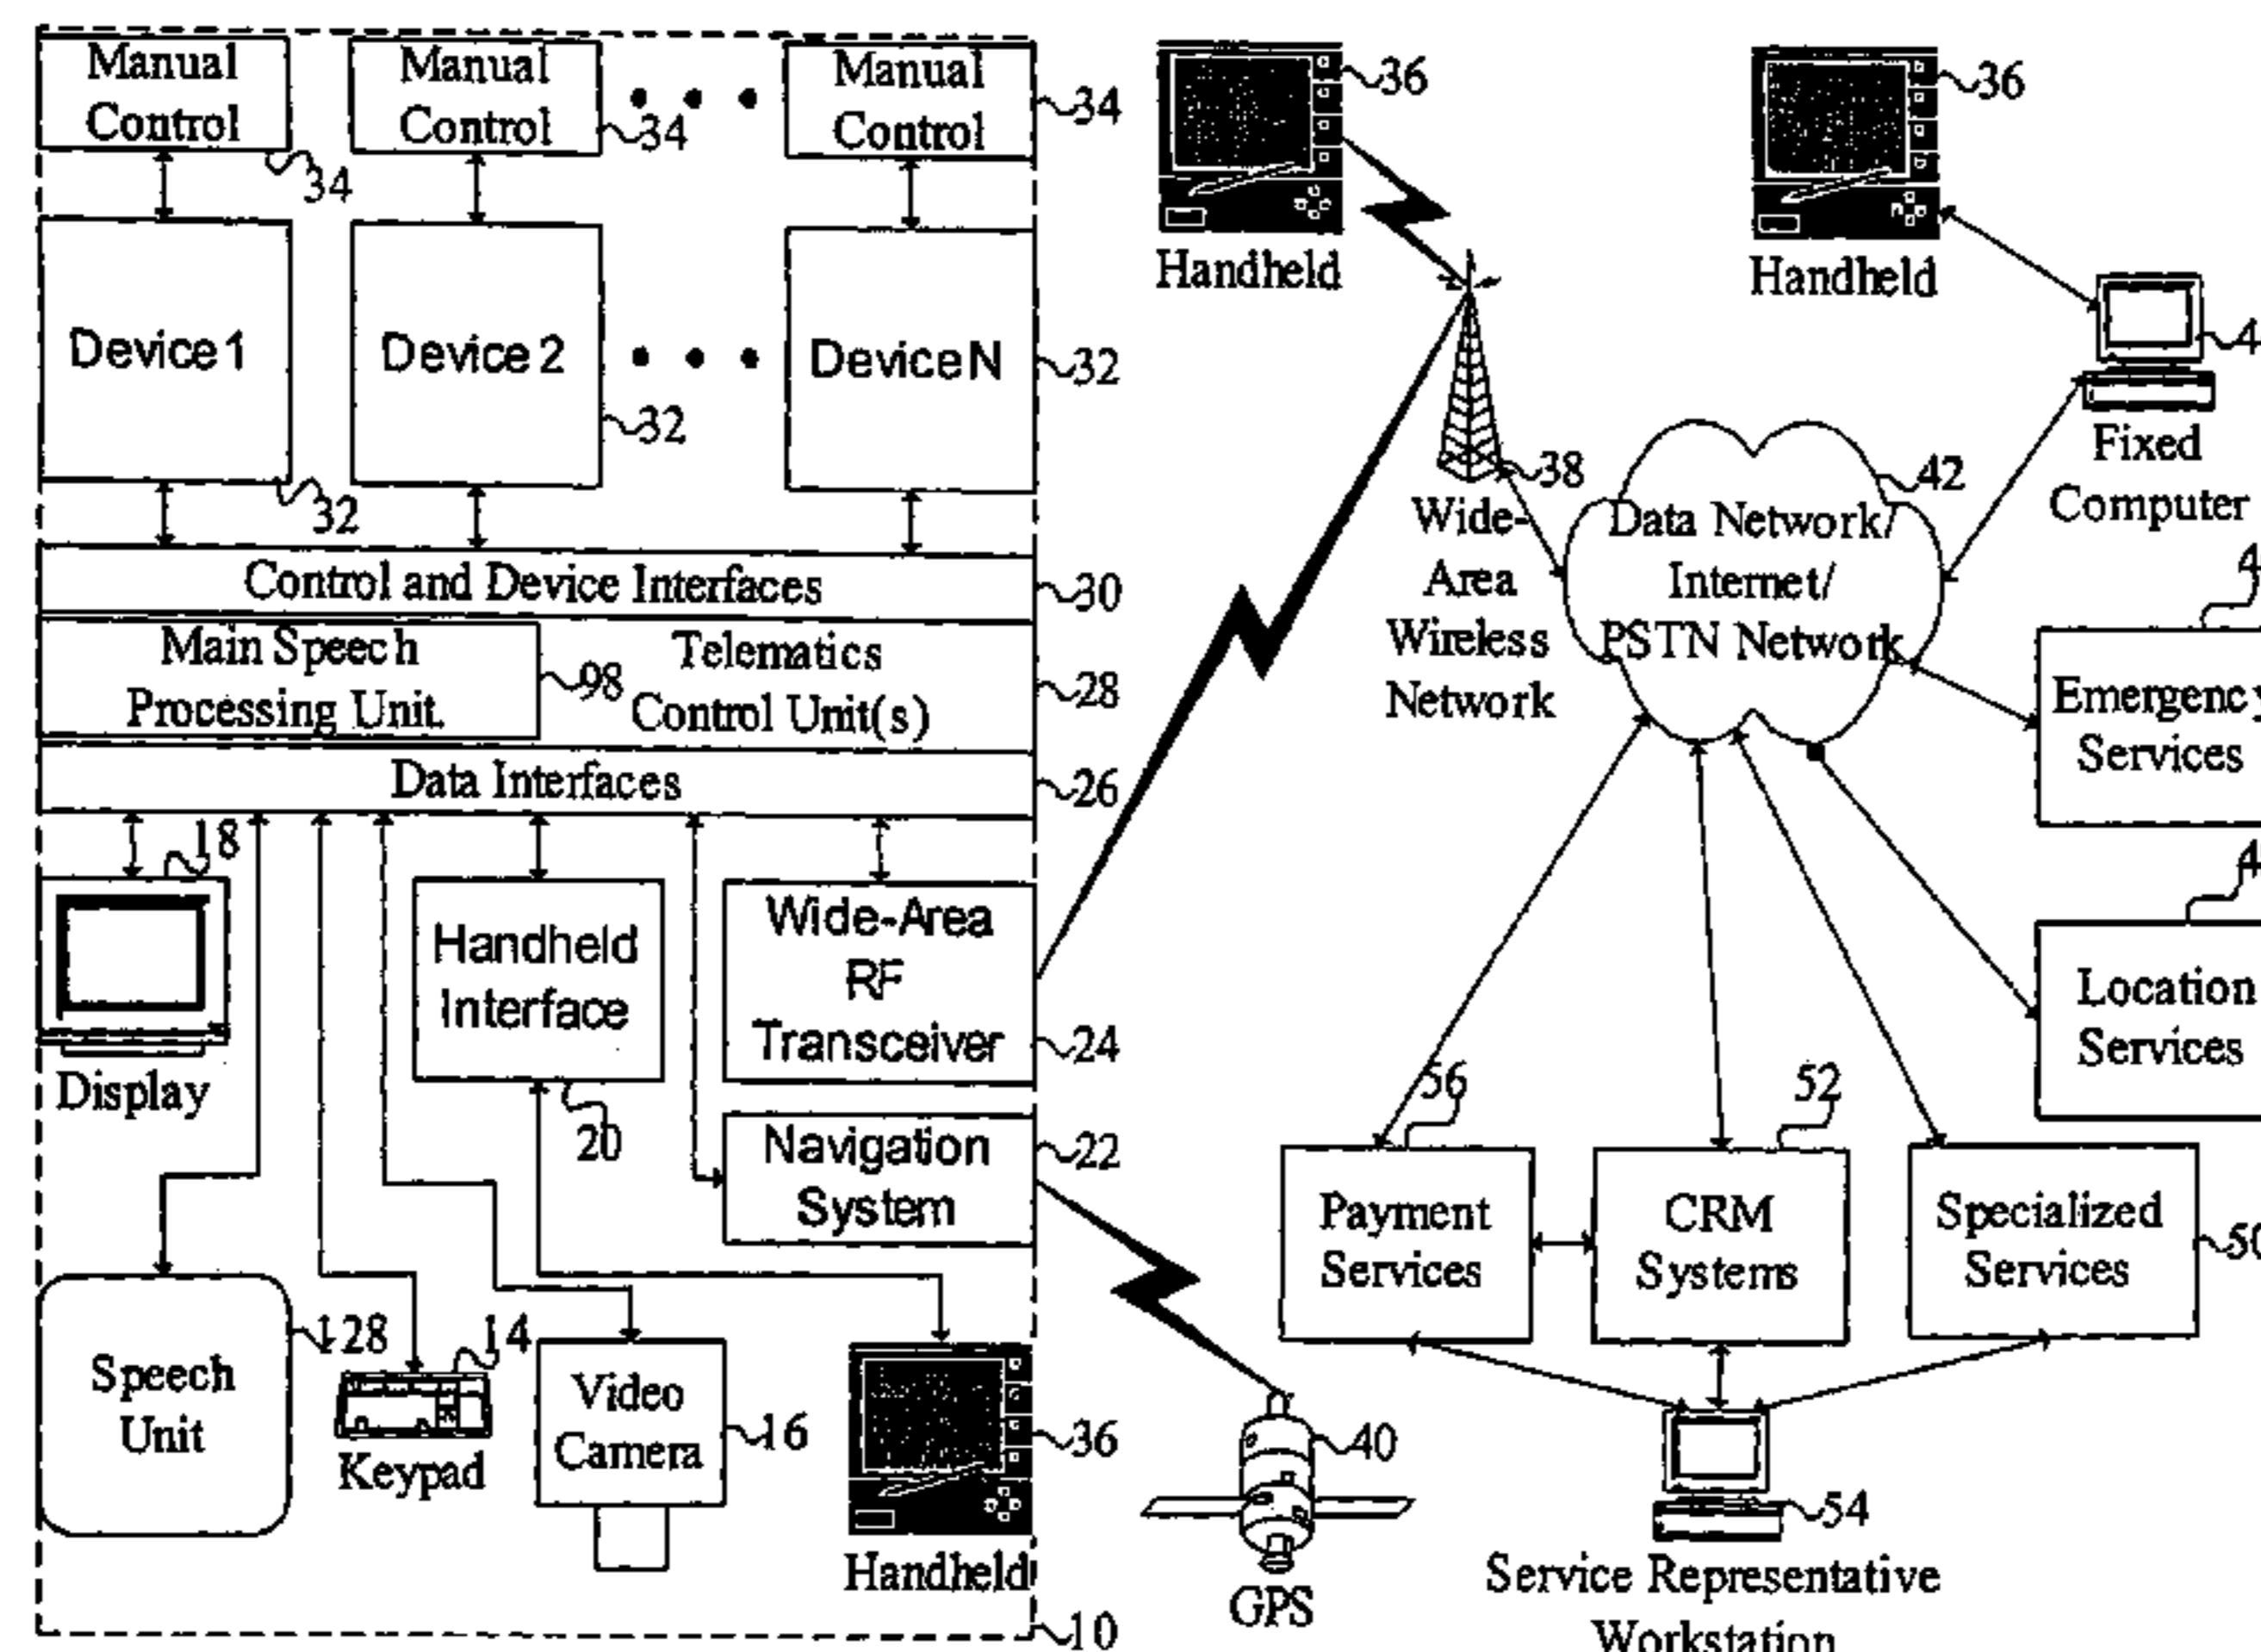 Manual
Control
34
Manual
Control
34
Manual
Control
34
Device 1
32
Device 2
32
Device N
32
Control and Device Interfaces
30
Main Speech
Processing Unit.
98
Telematics
Control Unit(s)
28
Data Interfaces
26
18
Display
Handheld
Interface
20
Wide-Area
RF
Transceiver
24
Navigation
System
22
Speech
Unit
128
14
Keypad
Video
Camera
16
36
Handheld
10
36
Handheld
36
Handheld
38
Wide-
Area
Wireless
Network
42
Data Network/
Internet/
PSTN Network
Fixed
Computer
Emergency
Services
Location
Services
56
Payment
Services
52
CRM
Systems
Specialized
Services
50
40
GPS
54
Service Representative
Workstation